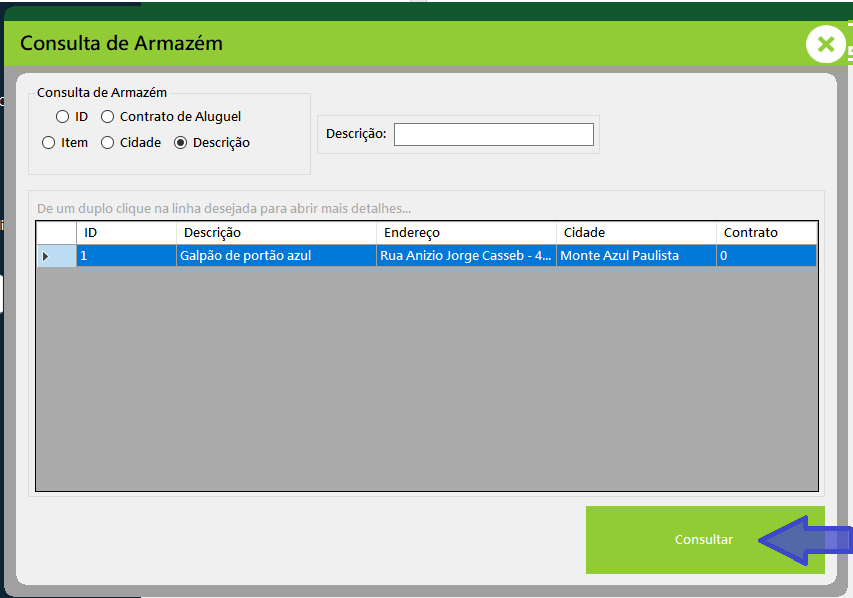 Consulta de Armazém
Consulta de Armazém
ID Contrato de Aluguel
Item Cidade Descrição
Descrição:
De um duplo clique na linha desejada para abrir mais detalhes...
ID Descrição Endereço Cidade Contrato
1 Galpão de portão azul Rua Anizio Jorge Casseb - 4... Monte Azul Paulista 0
Consultar